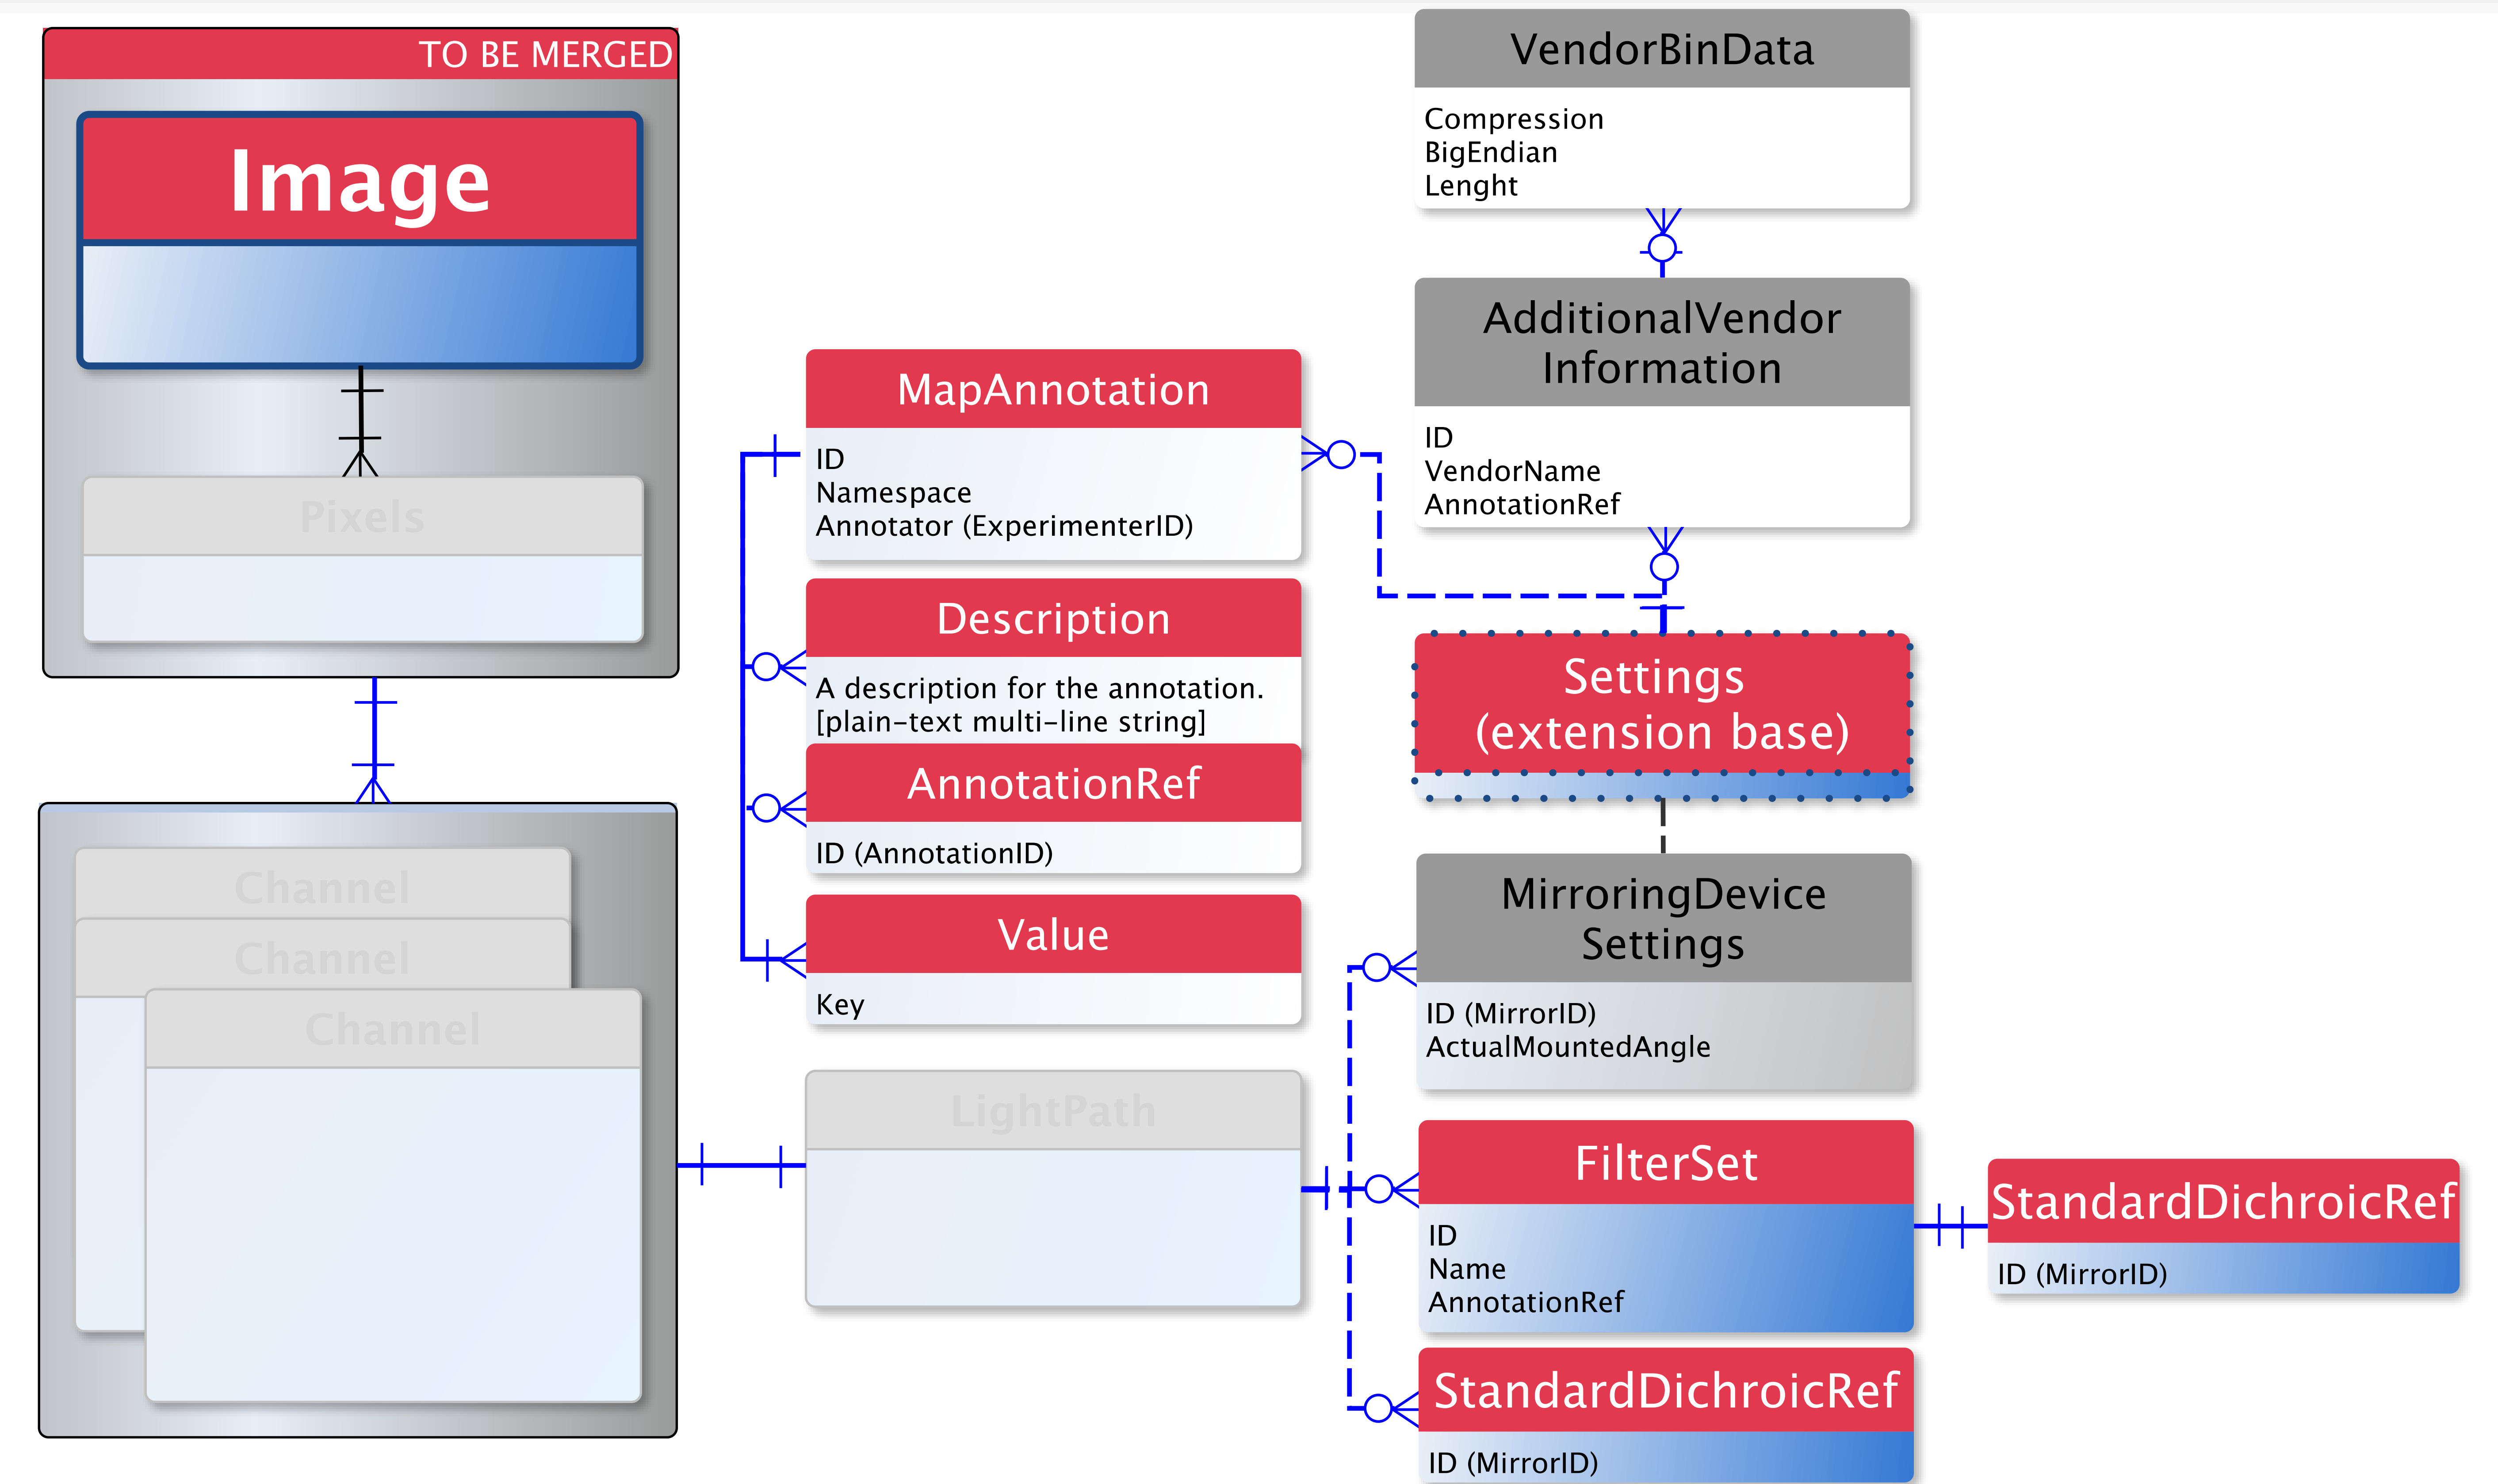 TO BE MERGED
Image
Pixels
Channel
Channel
Channel
MapAnnotation
ID
Namespace
Annotator (ExperimenterID)
Description
A description for the annotation.
[plain-text multi-line string]
AnnotationRef
ID (AnnotationID)
Value
Key
LightPath
VendorBinData
Compression
BigEndian
Lenght
AdditionalVendor
Information
ID
VendorName
AnnotationRef
Settings
(extension base)
MirroringDevice
Settings
ID (MirrorID)
ActualMountedAngle
FilterSet
ID
Name
AnnotationRef
StandardDichroicRef
ID (MirrorID)
StandardDichroicRef
ID (MirrorID)